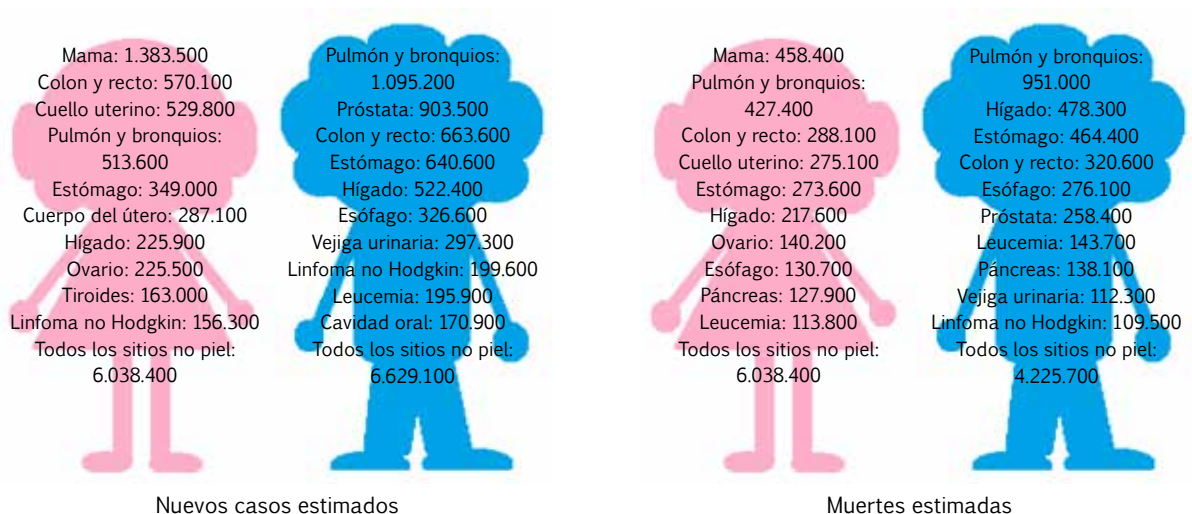 Mama: 1.383.500
Colon y recto: 570.100
Cuello uterino: 529.800
Pulmón y bronquios:
513.600
Estómago: 349.000
Cuerpo del útero: 287.100
Hígado: 225.900
Ovario: 225.500
Tiroides: 163.000
Linfoma no Hodgkin: 156.300
Todos los sitios no piel:
6.038.400
Pulmón y bronquios:
1.095.200
Próstata: 903.500
Colon y recto: 663.600
Estómago: 640.600
Hígado: 522.400
Esófago: 326.600
Vejiga urinaria: 297.300
Linfoma no Hodgkin: 199.600
Leucemia: 195.900
Cavidad oral: 170.900
Todos los sitios no piel:
6.629.100
Nuevos casos estimados
Mama: 458.400
Pulmón y bronquios:
427.400
Colon y recto: 288.100
Cuello uterino: 275.100
Estómago: 273.600
Hígado: 217.600
Ovario: 140.200
Esófago: 130.700
Páncreas: 127.900
Leucemia: 113.800
Todos los sitios no piel:
6.038.400
Pulmón y bronquios:
951.000
Hígado: 478.300
Estómago: 464.400
Colon y recto: 320.600
Esófago: 276.100
Próstata: 258.400
Leucemia: 143.700
Páncreas: 138.100
Vejiga urinaria: 112.300
Linfoma no Hodgkin: 109.500
Todos los sitios no piel:
4.225.700
Muertes estimadas